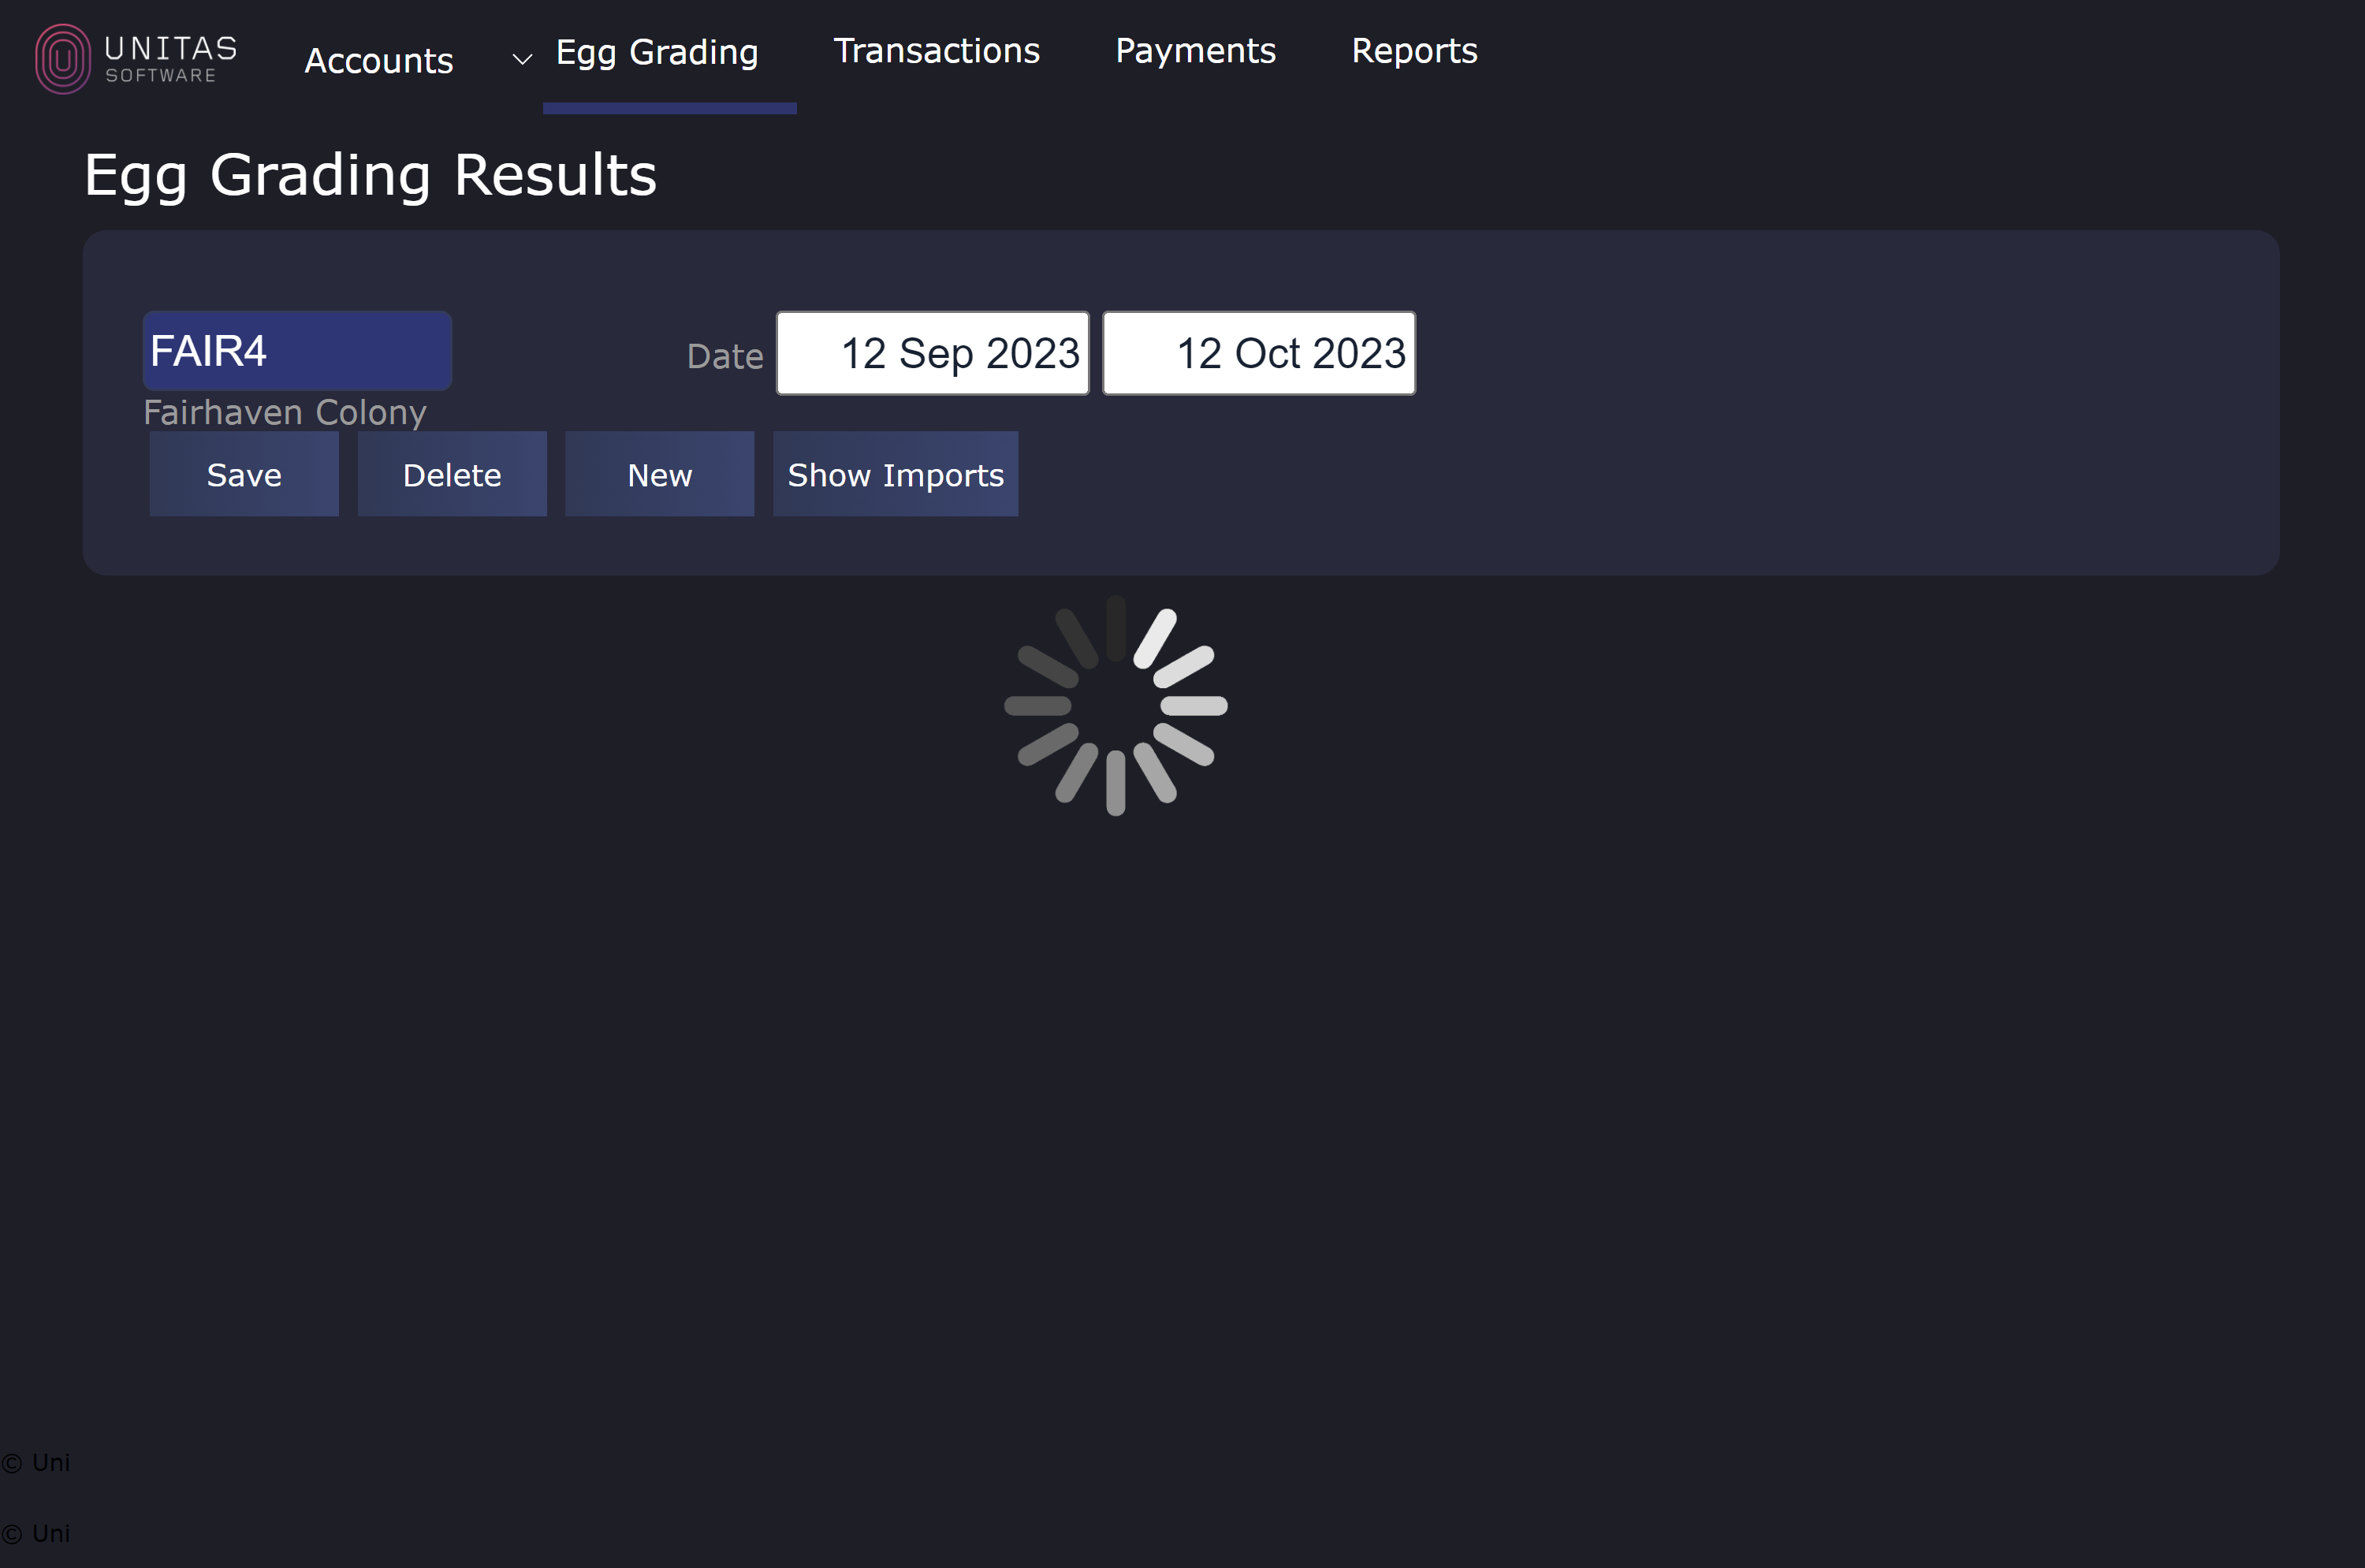 UNITAS
SOFTWARE
Accounts
Egg Grading
Transactions
Payments
Reports
Egg Grading Results
FAIR4
Date
12 Sep 2023
12 Oct 2023
Fairhaven Colony
Save
Delete
New
Show Imports
© Uni
© Uni